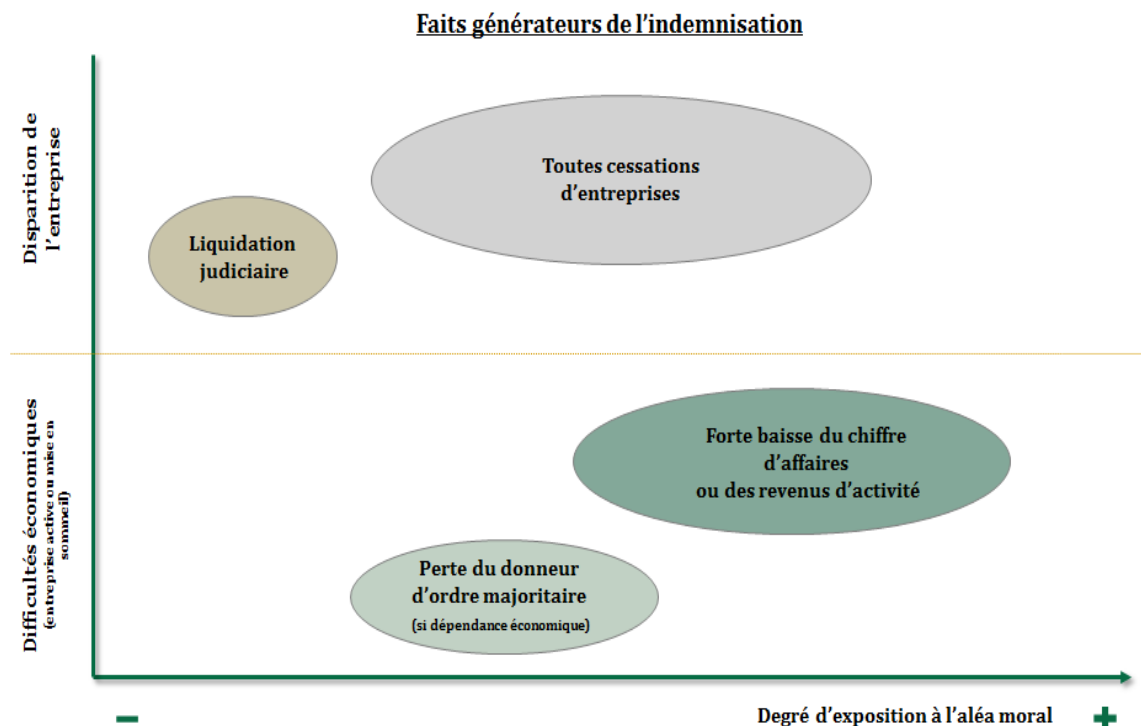 Faits générateurs de l'indemnisation
Disparition de
l'entreprise
Toutes cessations
d'entreprises
Liquidation
judiciaire
Difficultés économiques
(entreprise active ou mise en
sommeil)
Forte baisse du chiffre
d'affaires
ou des revenus d'activité
Perte du donneur
d'ordre majoritaire
(si dépendance économique)
Degré d'exposition à l'aléa moral